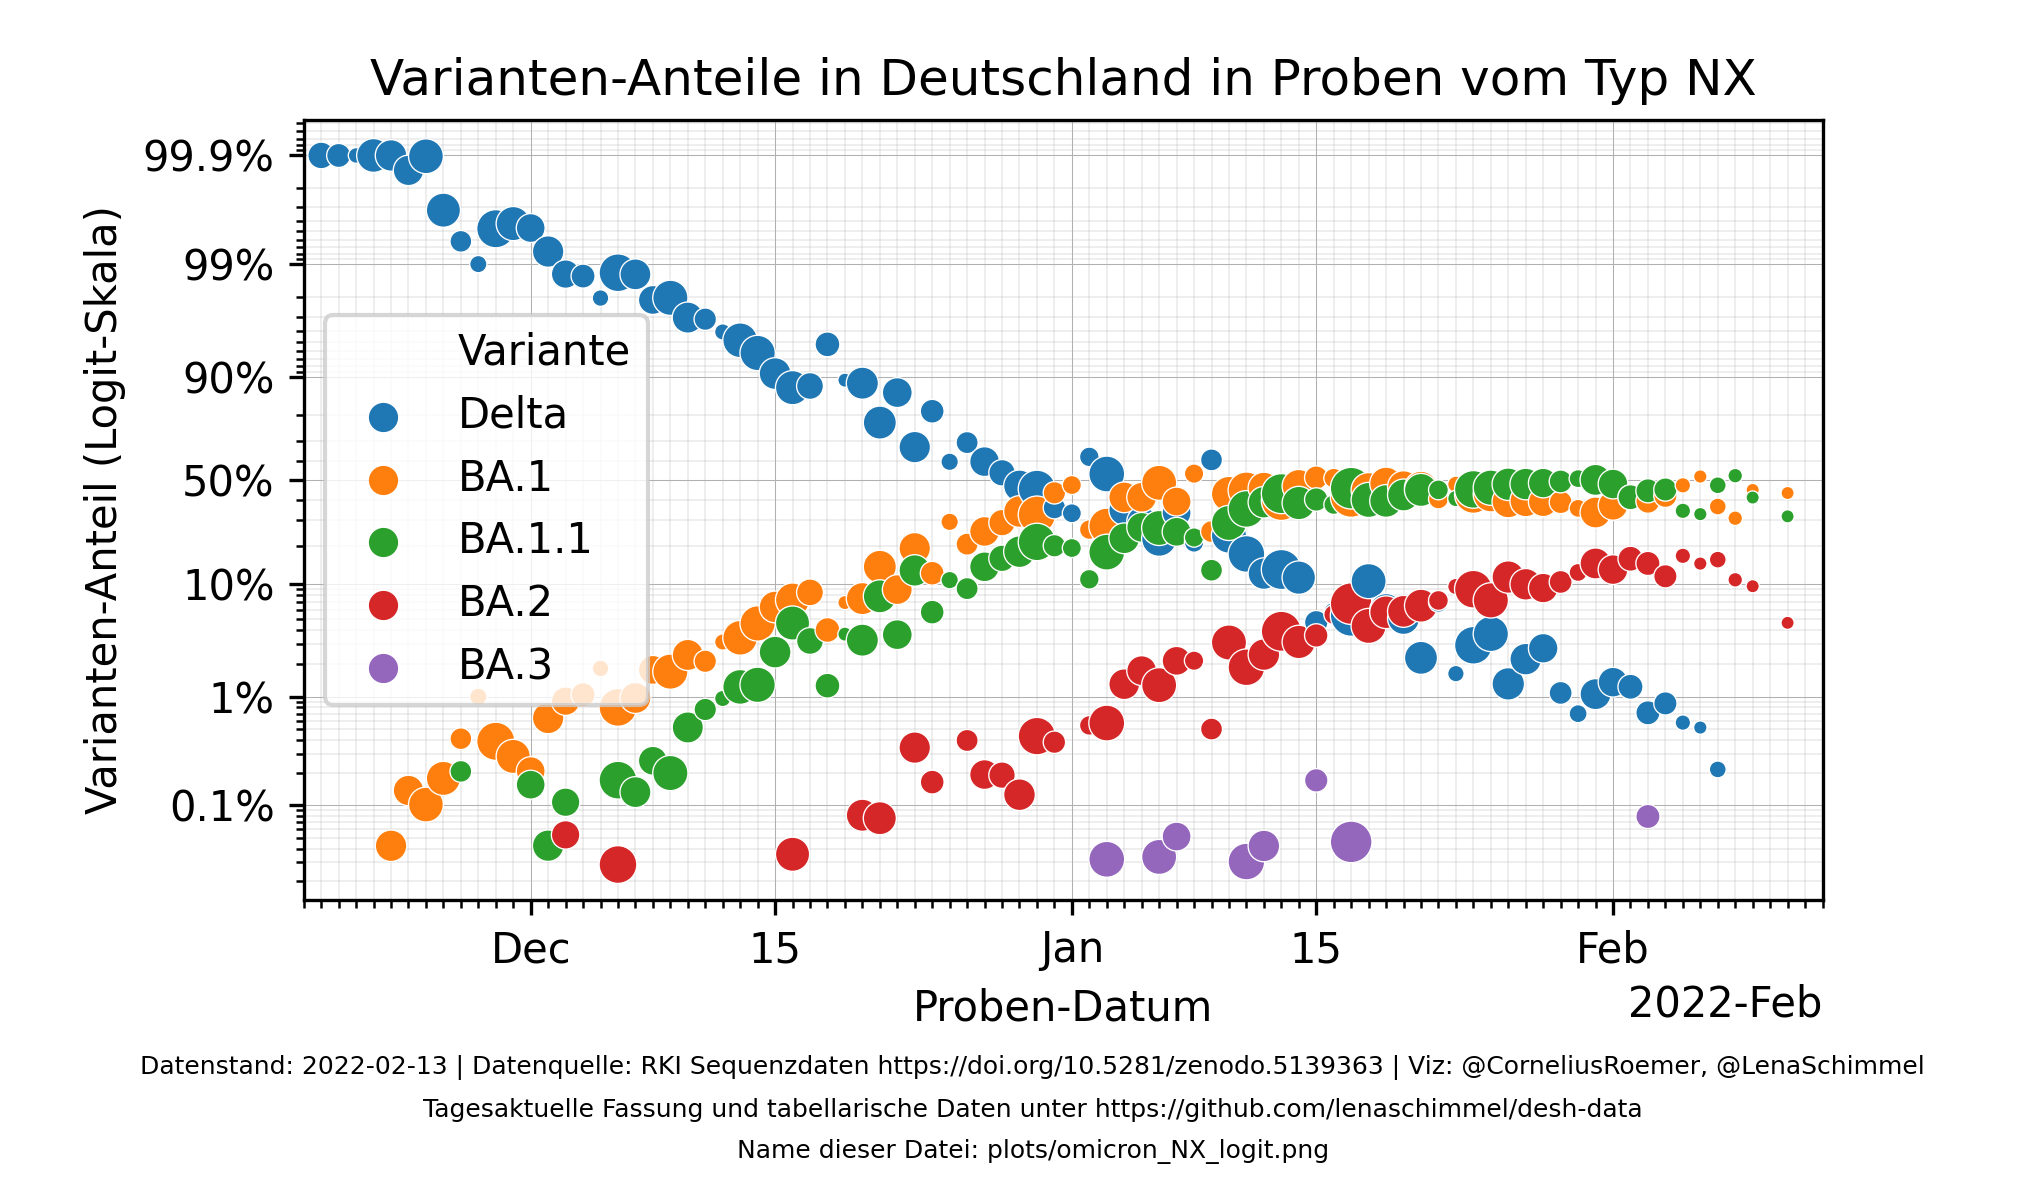 Varianten-Anteile in Deutschland in Proben vom Typ NX
Varianten-Anteil (Logit-Skala)
99.9%
99%
90%
50%
10%
1%
0.1%
Variante
Delta
BA.1
BA.1.1
BA.2
BA.3
Dec
15
Jan
15
Feb
Proben-Datum
2022-Feb
Datenstand: 2022-02-13 | Datenquelle: RKI Sequenzdaten https://doi.org/10.5281/zenodo.5139363 | Viz: @CorneliusRoemer, @LenaSchimmel
Tagesaktuelle Fassung und tabellarische Daten unter https://github.com/lenaschimmel/desh-data
Name dieser Datei: plots/omicron_NX_logit.png